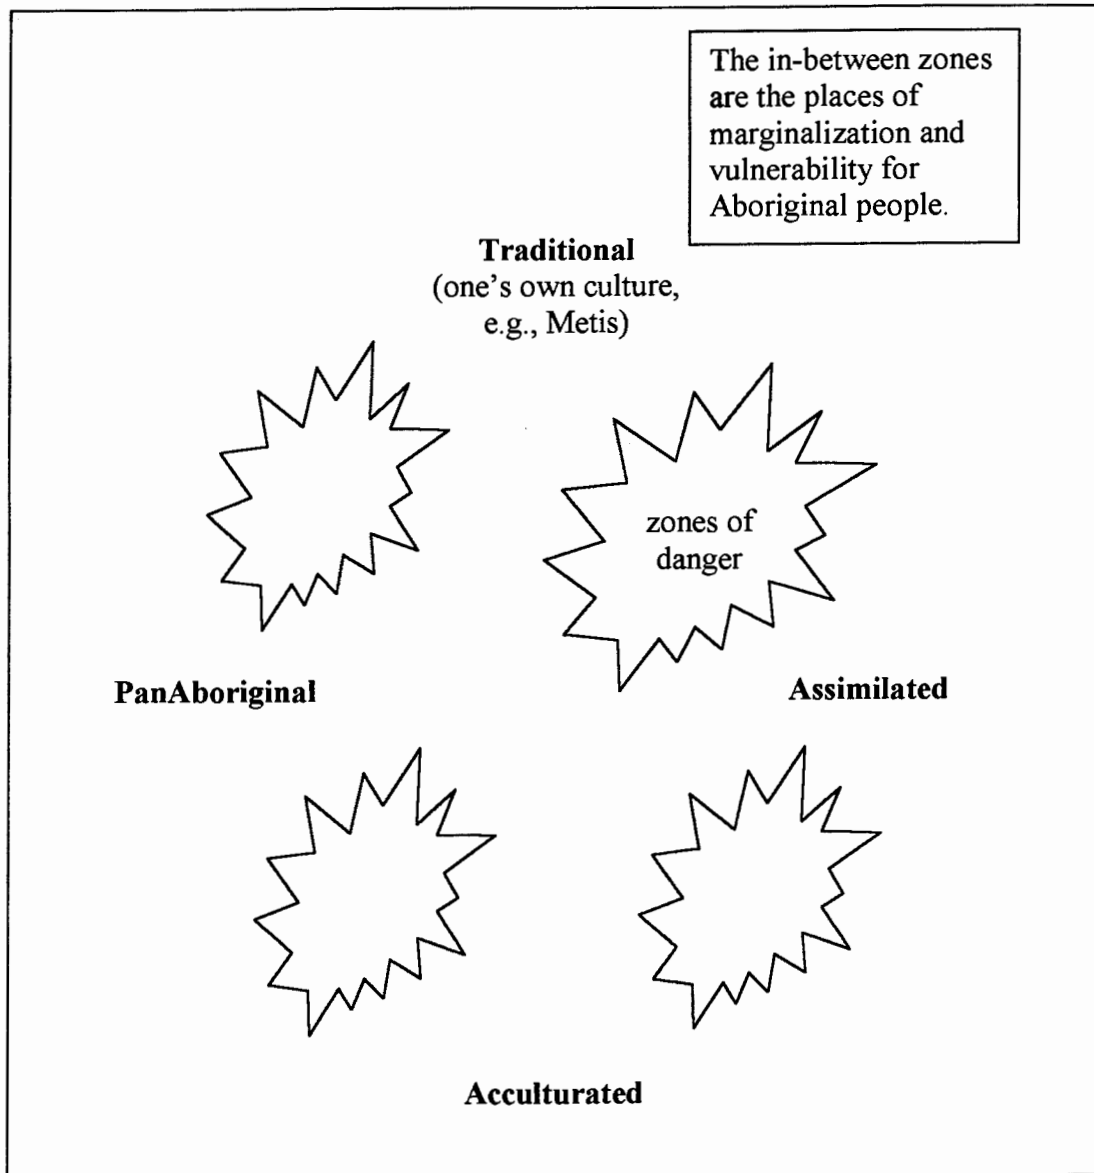 The in-between zones
are the places of
marginalization and
vulnerability for
Aboriginal people.
Traditional
(one's own culture,
e.g., Metis)
zones of
danger
PanAboriginal
Assimilated
Acculturated